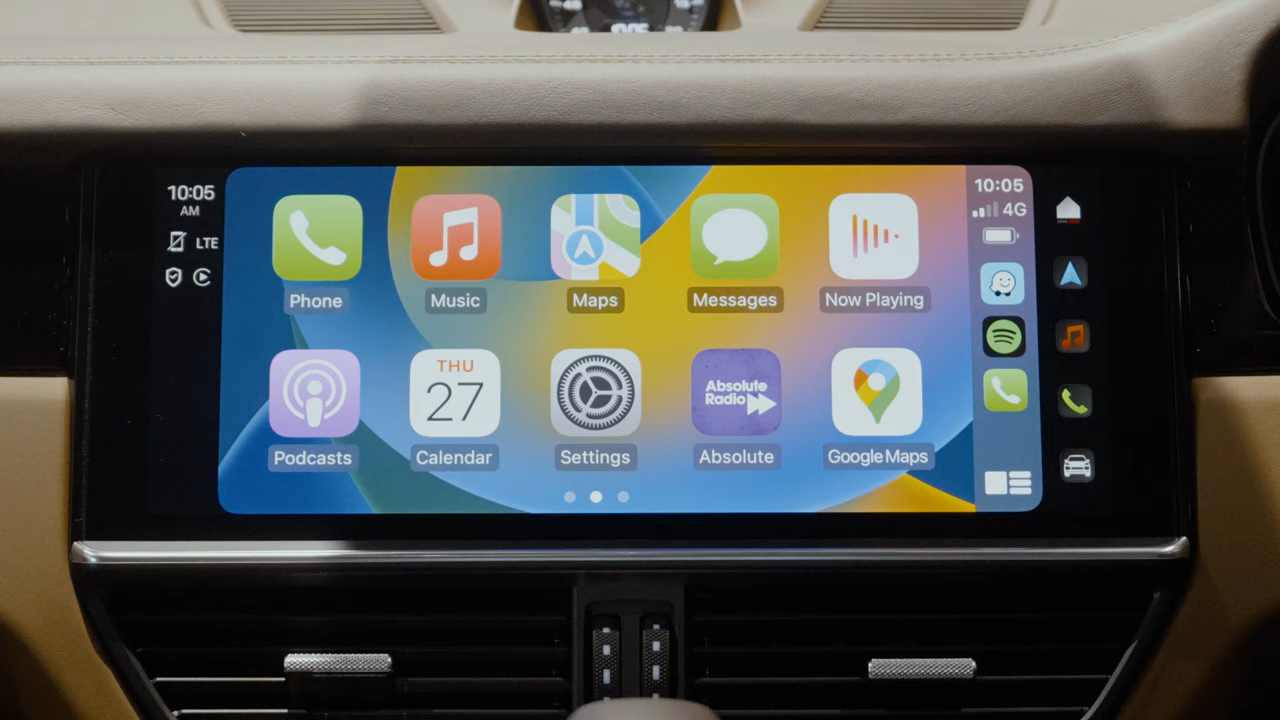 10:05
AM
LTE
Phone
Music
Maps
Messages
Now Playing
THU
27
Absolute
Radio
Podcasts
Calendar
Settings
Absolute
Google Maps
10:05
4G